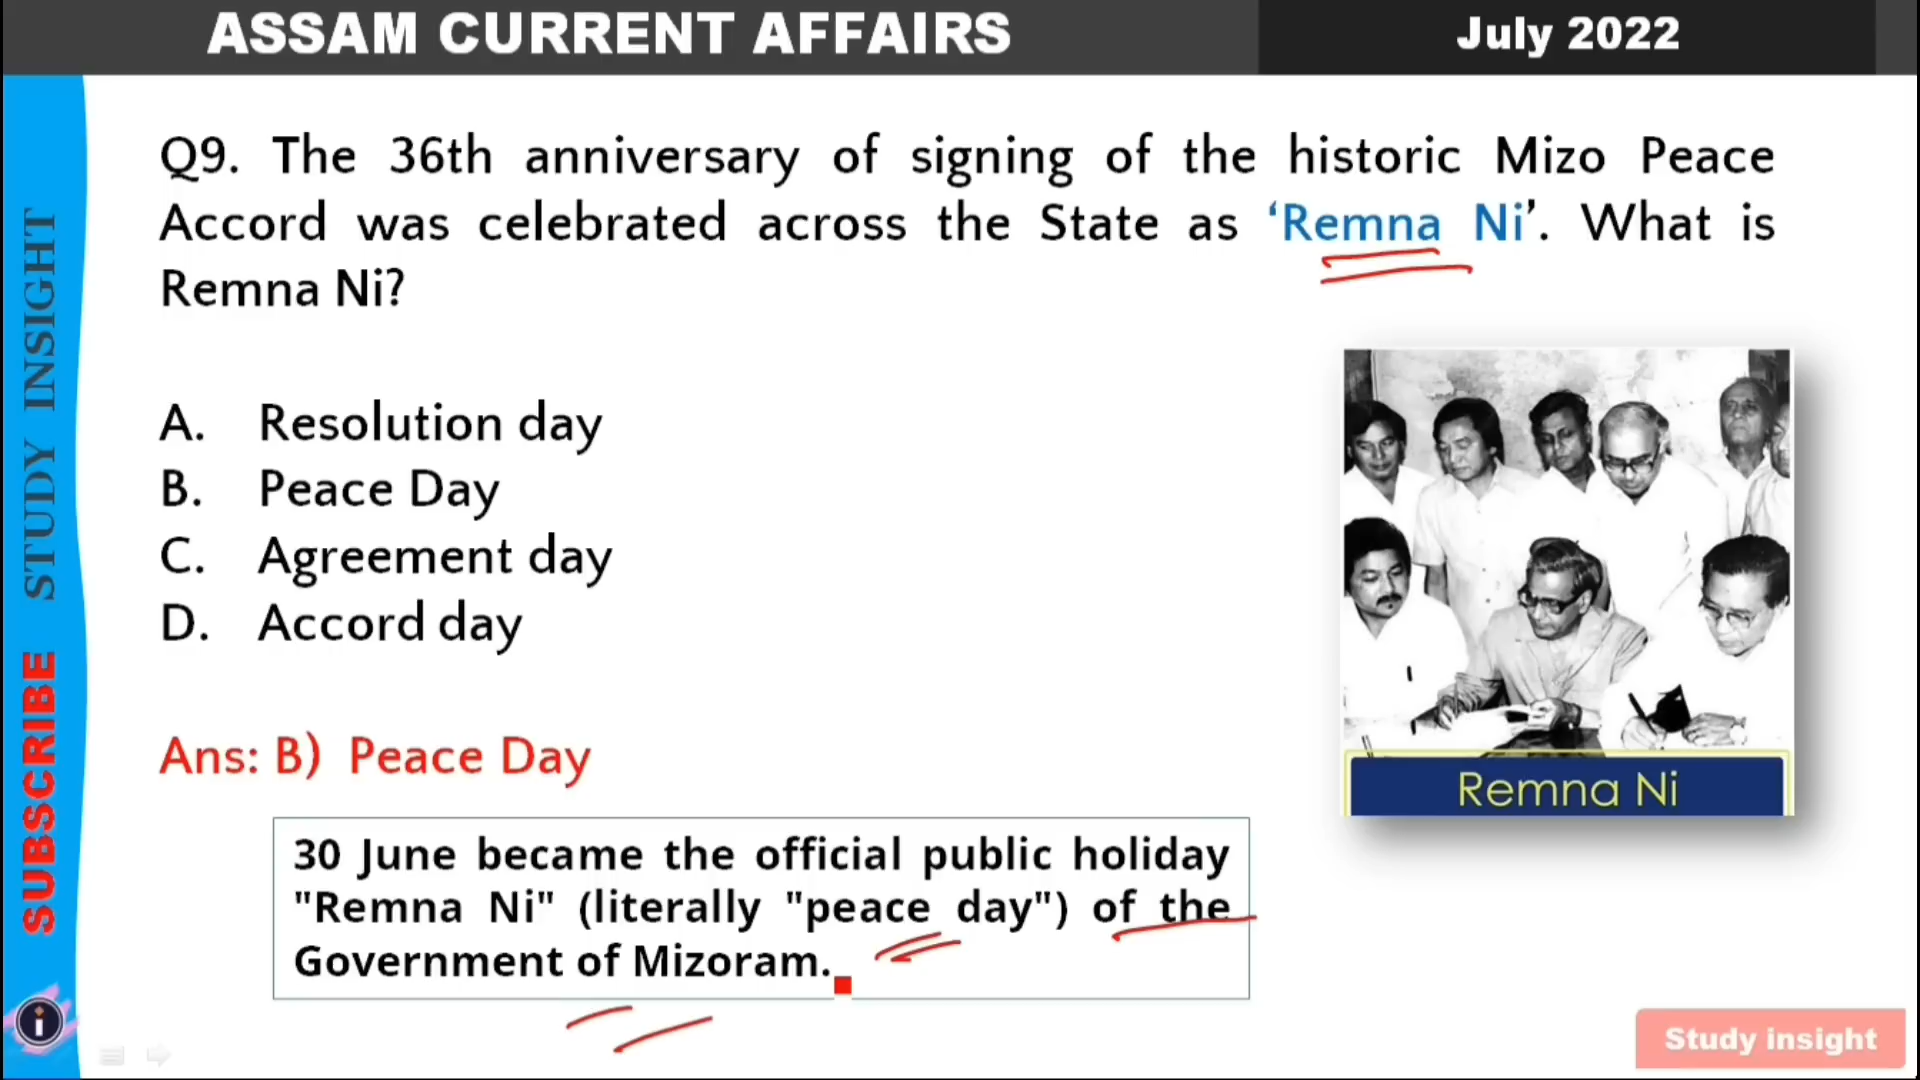 ASSAM CURRENT AFFAIRS
July 2022
Q9. The 36th anniversary of signing of the historic Mizo Peace
Accord was celebrated across the State as ‘Remna Ni’. What is
Remna Ni?
A. Resolution day
B. Peace Day
C. Agreement day
D. Accord day
Ans: B) Peace Day
30 June became the official public holiday
"Remna Ni" (literally "peace day") of the
Government of Mizoram.
Remna Ni
SUBSCRIBE STUDY INSIGHT
i
Study insight